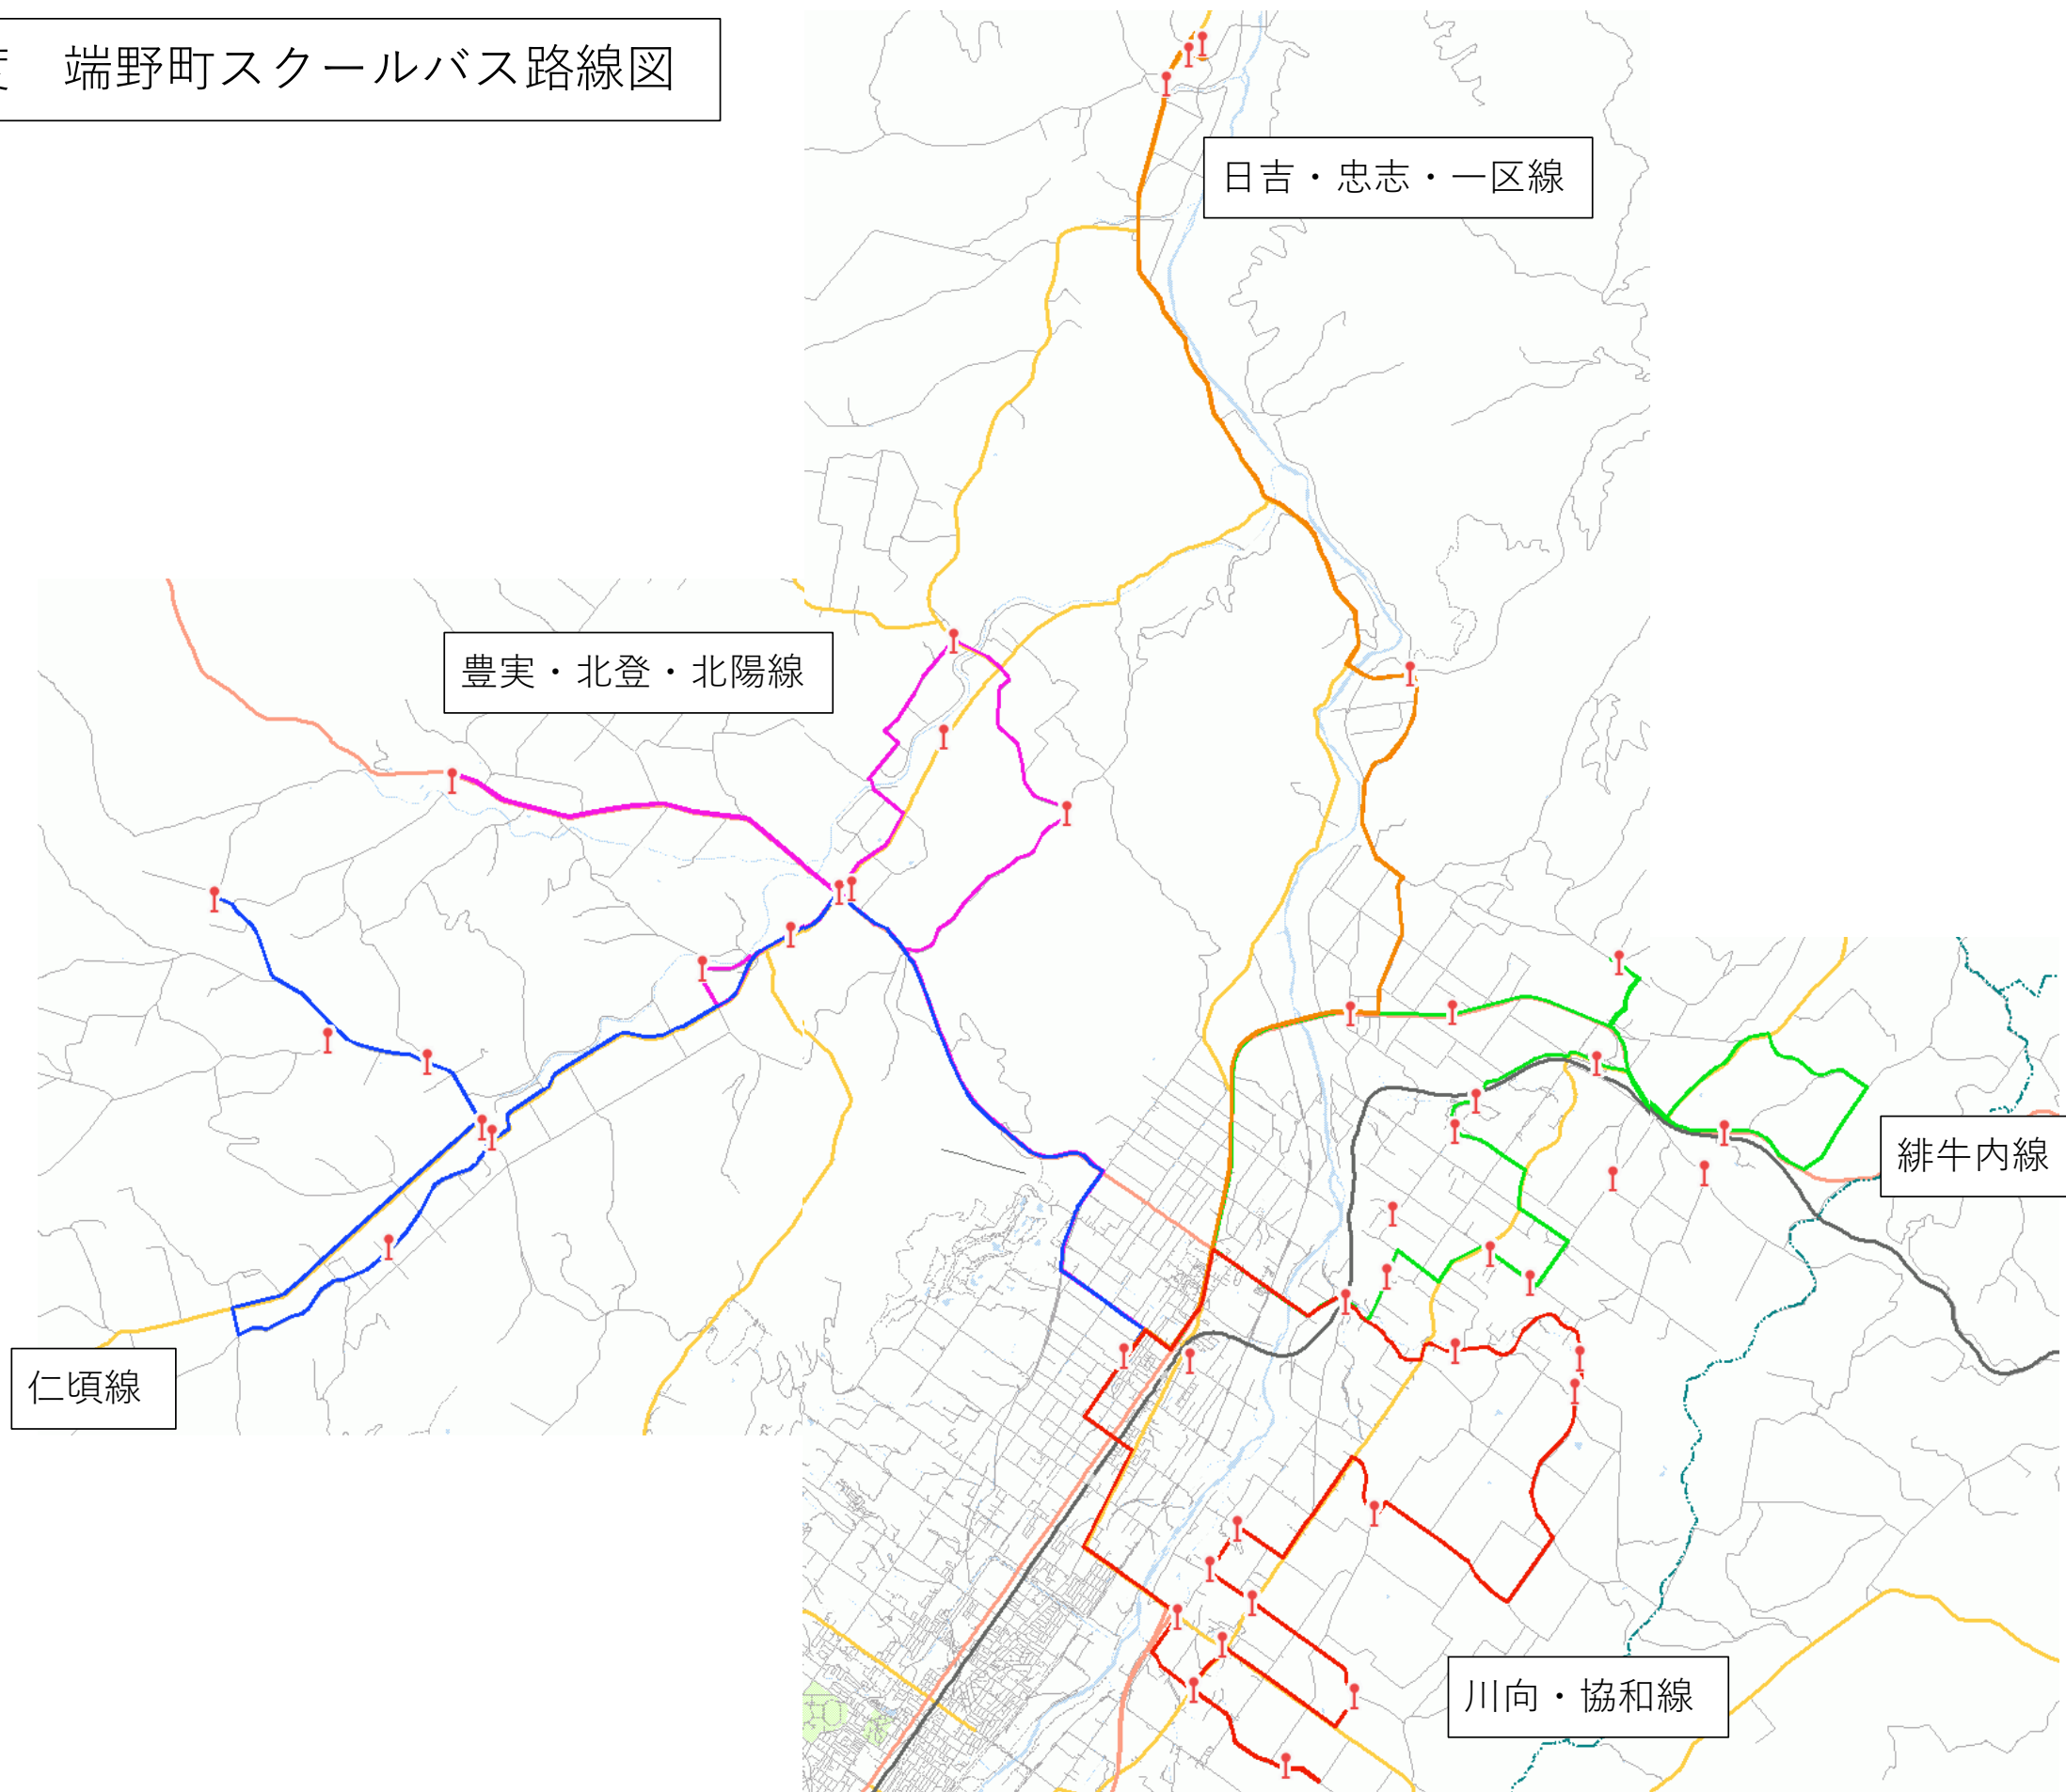 端野町スクールバス路線図
日吉・忠志・一区線
豊実・北登・北陽線
緋牛内線
仁頃線
川向・協和線